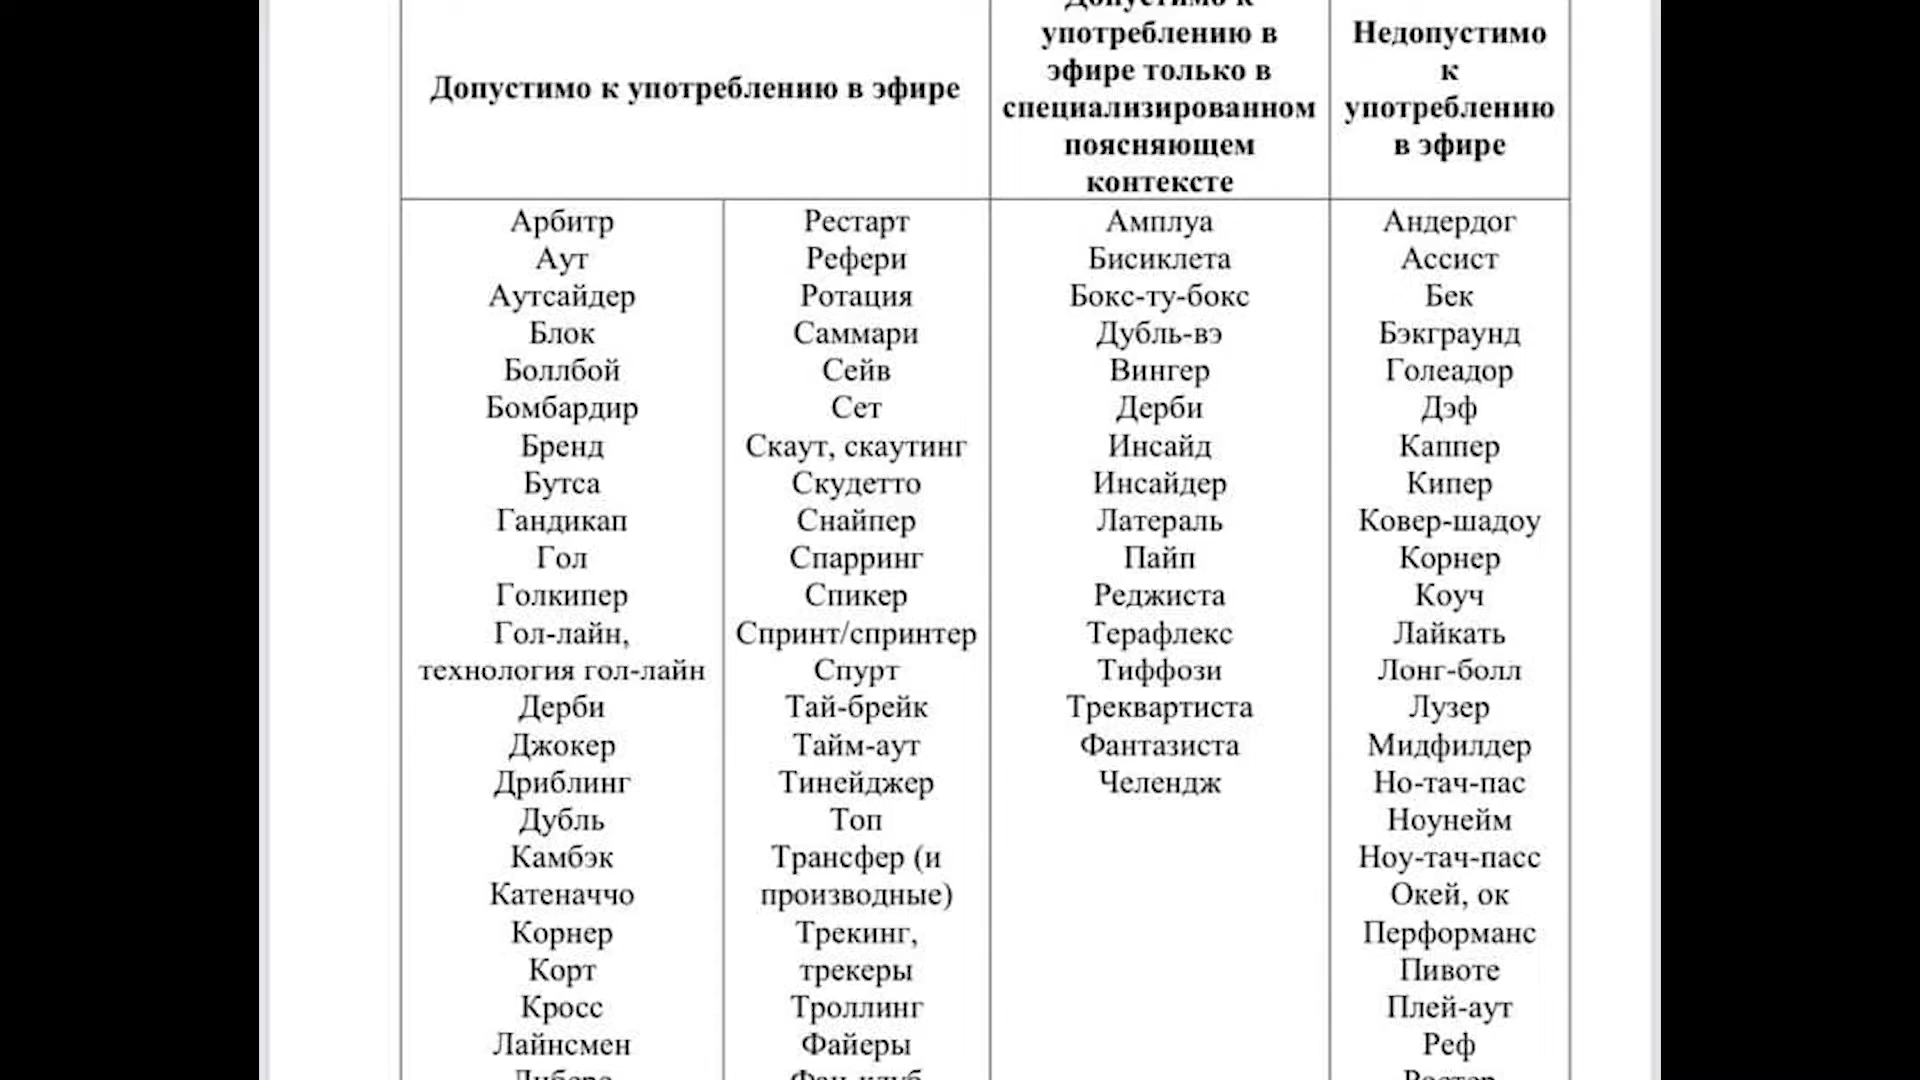 Допустимо к употреблению в эфире
Допустимо к
употреблению в
эфире только в
специализированном
поясняющем
контексте
Недопустимо
к
употреблению
в эфире
Арбитр
Аут
Аутсайдер
Блок
Боллбой
Бомбардир
Бренд
Бутса
Гандикап
Гол
Голкипер
Гол-лайн,
технология гол-лайн
Дерби
Джокер
Дриблинг
Дубль
Камбэк
Катеначчо
Корнер
Корт
Кросс
Лайнсмен
Рестарт
Рефери
Ротация
Саммари
Сейв
Сет
Скаут, скаутинг
Скудетто
Снайпер
Спарринг
Спикер
Спринт/спринтер
Спурт
Тай-брейк
Тайм-аут
Тинейджер
Топ
Трансфер (и
производные)
Трекинг,
трекеры
Троллинг
Файеры
Амплуа
Бисиклета
Бокс-ту-бокс
Дубль-вэ
Вингер
Дерби
Инсайд
Инсайдер
Латераль
Пайп
Реджиста
Терафлекс
Тиффози
Треквартиста
Фантазиста
Челендж
Андердог
Ассист
Бек
Бэкграунд
Голеадор
Дэф
Каппер
Кипер
Ковер-шадоу
Корнер
Коуч
Лайкать
Лонг-болл
Лузер
Мидфилдер
Но-тач-пас
Ноунейм
Ноу-тач-пасс
Окей, ок
Перформанс
Пивоте
Плей-аут
Реф